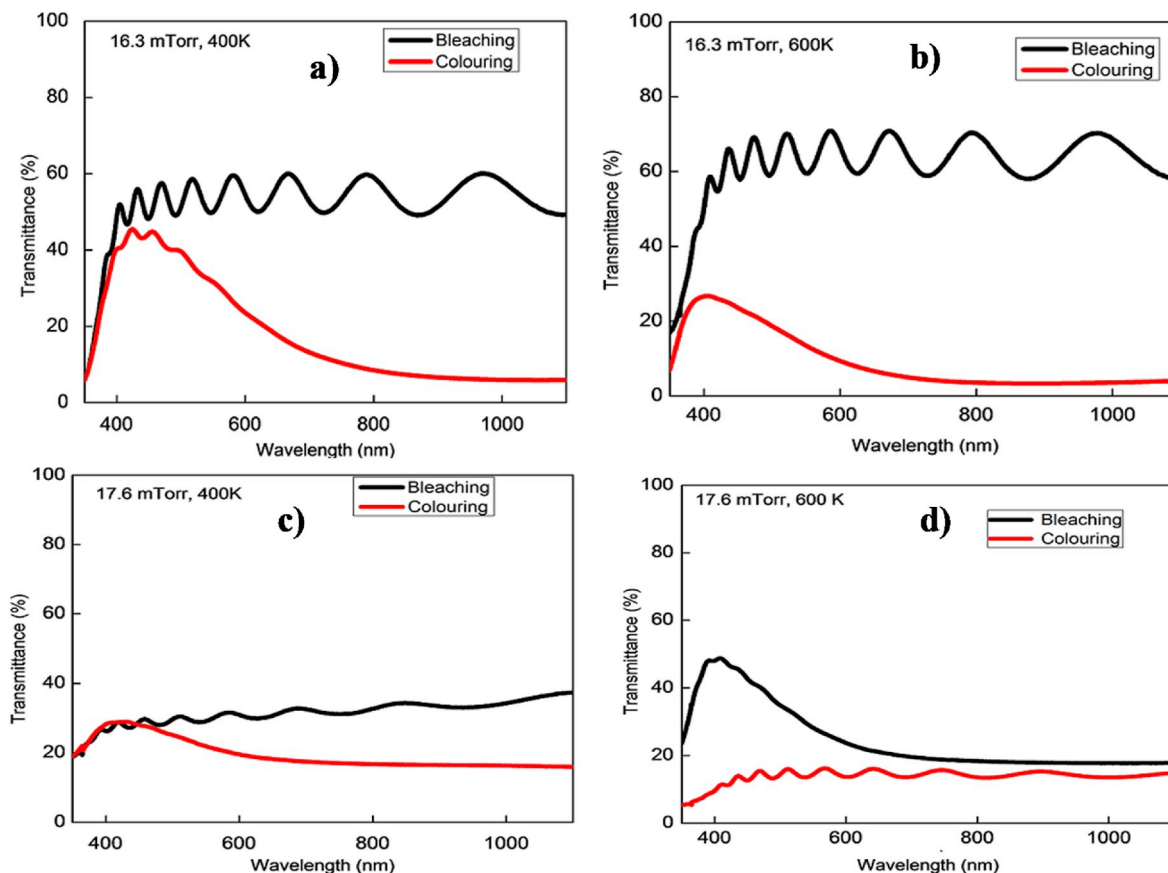 16.3 mTorr, 400K
a)
Bleaching
Colouring
Transmittance (%)
100
80
60
40
20
0
400
600
800
1000
Wavelength (nm)
16.3 mTorr, 600K
b)
Bleaching
Colouring
Transmittance (%)
100
80
60
40
20
0
400
600
800
1000
Wavelength (nm)
17.6 mTorr, 400K
c)
Bleaching
Colouring
Transmittance (%)
100
80
60
40
20
0
400
600
800
1000
Wavelength (nm)
17.6 mTorr, 600 K
d)
Bleaching
Colouring
Transmittance (%)
100
80
60
40
20
0
400
600
800
1000
Wavelength (nm)